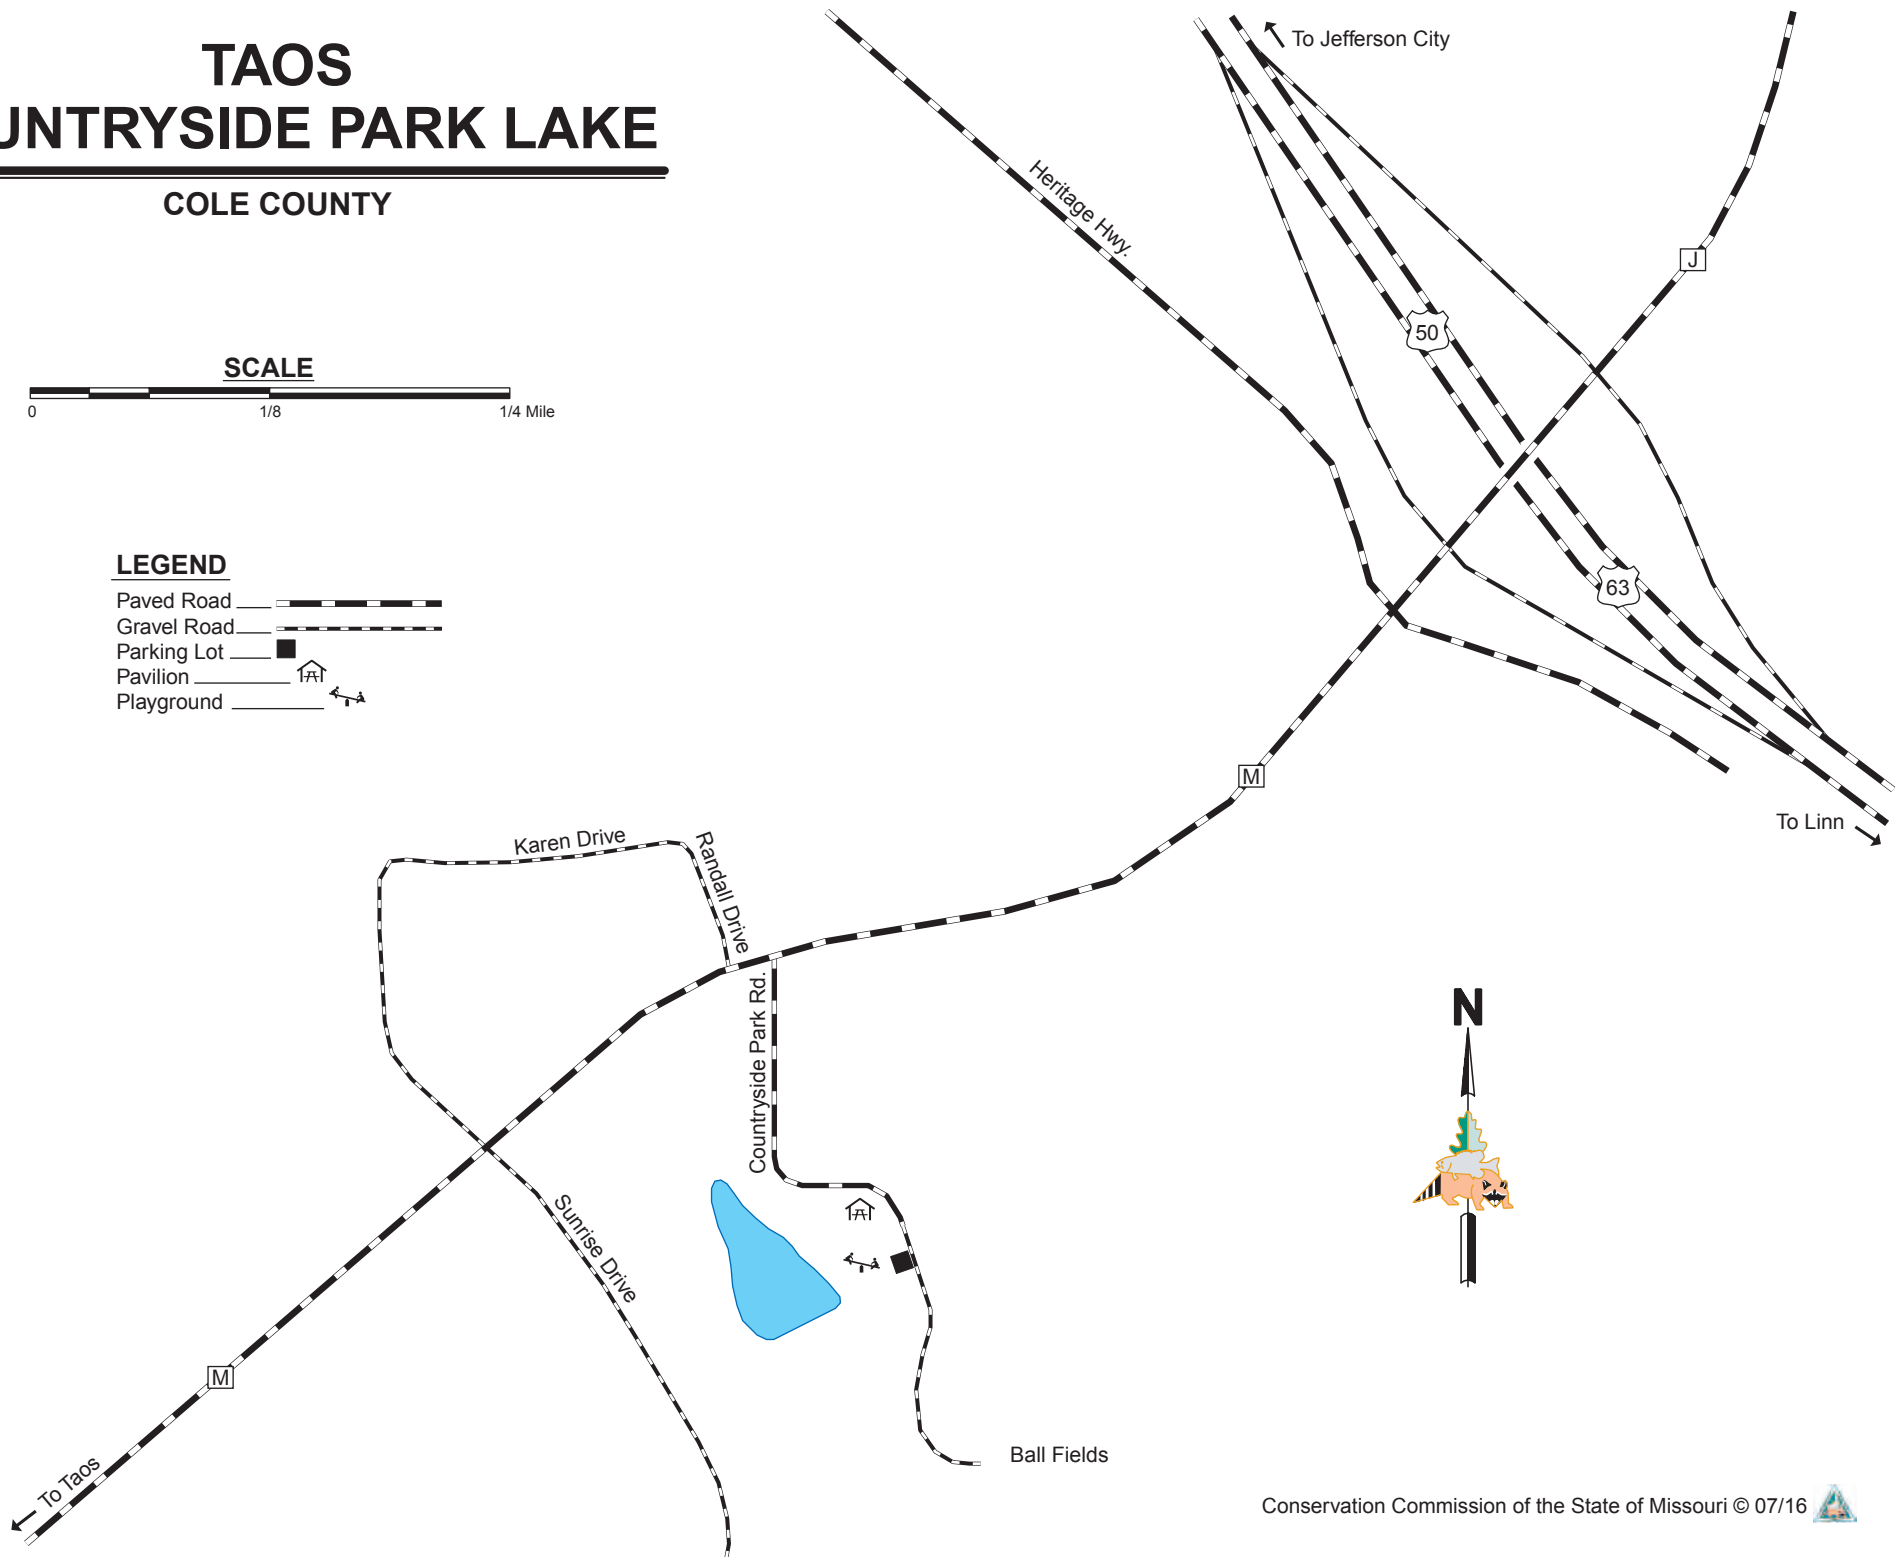 TAOS
UNTRYSIDE PARK LAKE
COLE COUNTY
SCALE
0 1/8 1/4 Mile
LEGEND
Paved Road
Gravel Road
Parking Lot
Pavilion
Playground
To Jefferson City
Heritage Hwy.
J
50
63
M
To Linn
Karen Drive
Randall Drive
Countryside Park Rd.
N
Sunrise Drive
M
To Taos
Ball Fields
Conservation Commission of the State of Missouri © 07/16